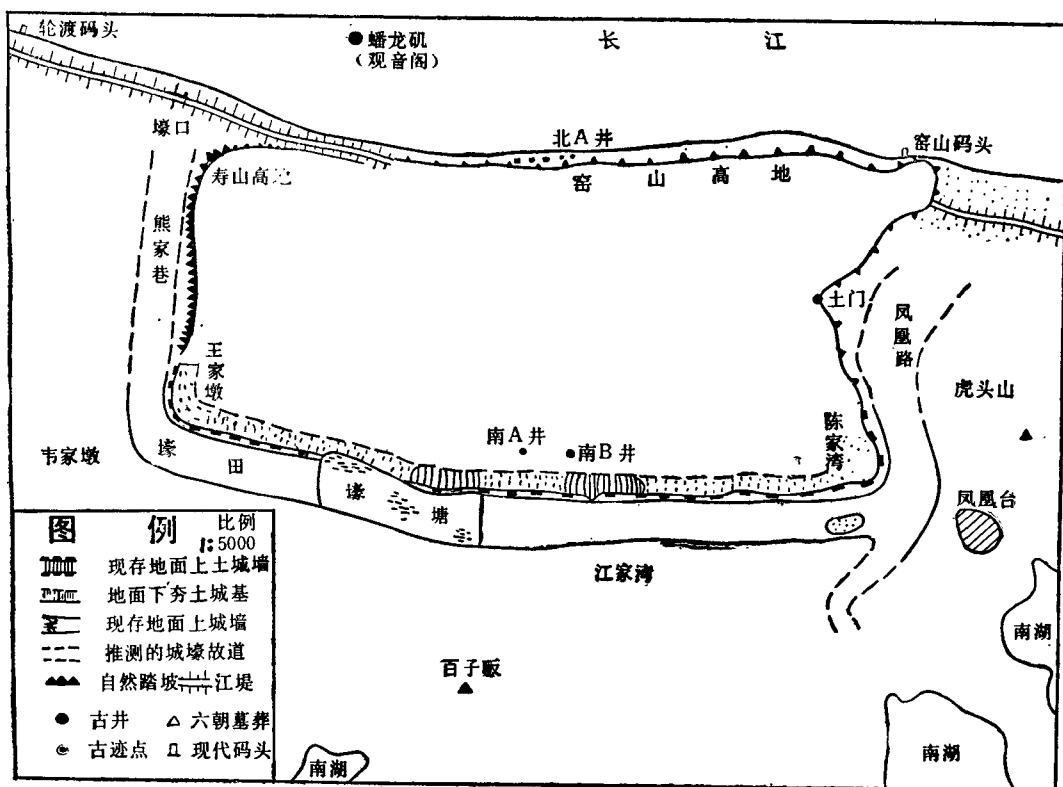 轮渡码头
蟠龙矶
（观音阁）
长 江
壕口
北A井
窑山码头
寿山高地
窑 山 高 地
熊家巷
土门
凤凰路
王家墩
虎头山
陈家湾
南A井
南B井
韦家墩
壕 田
壕 塘
凤凰台
江家湾
南湖
百子畈
南湖
南湖
图 例
比例
1:5000
现存地面上土城墙
地面下夯土城基
现存地面上城墙
推测的城壕故道
自然踏坡 江堤
古井 六朝墓葬
古迹点 现代码头